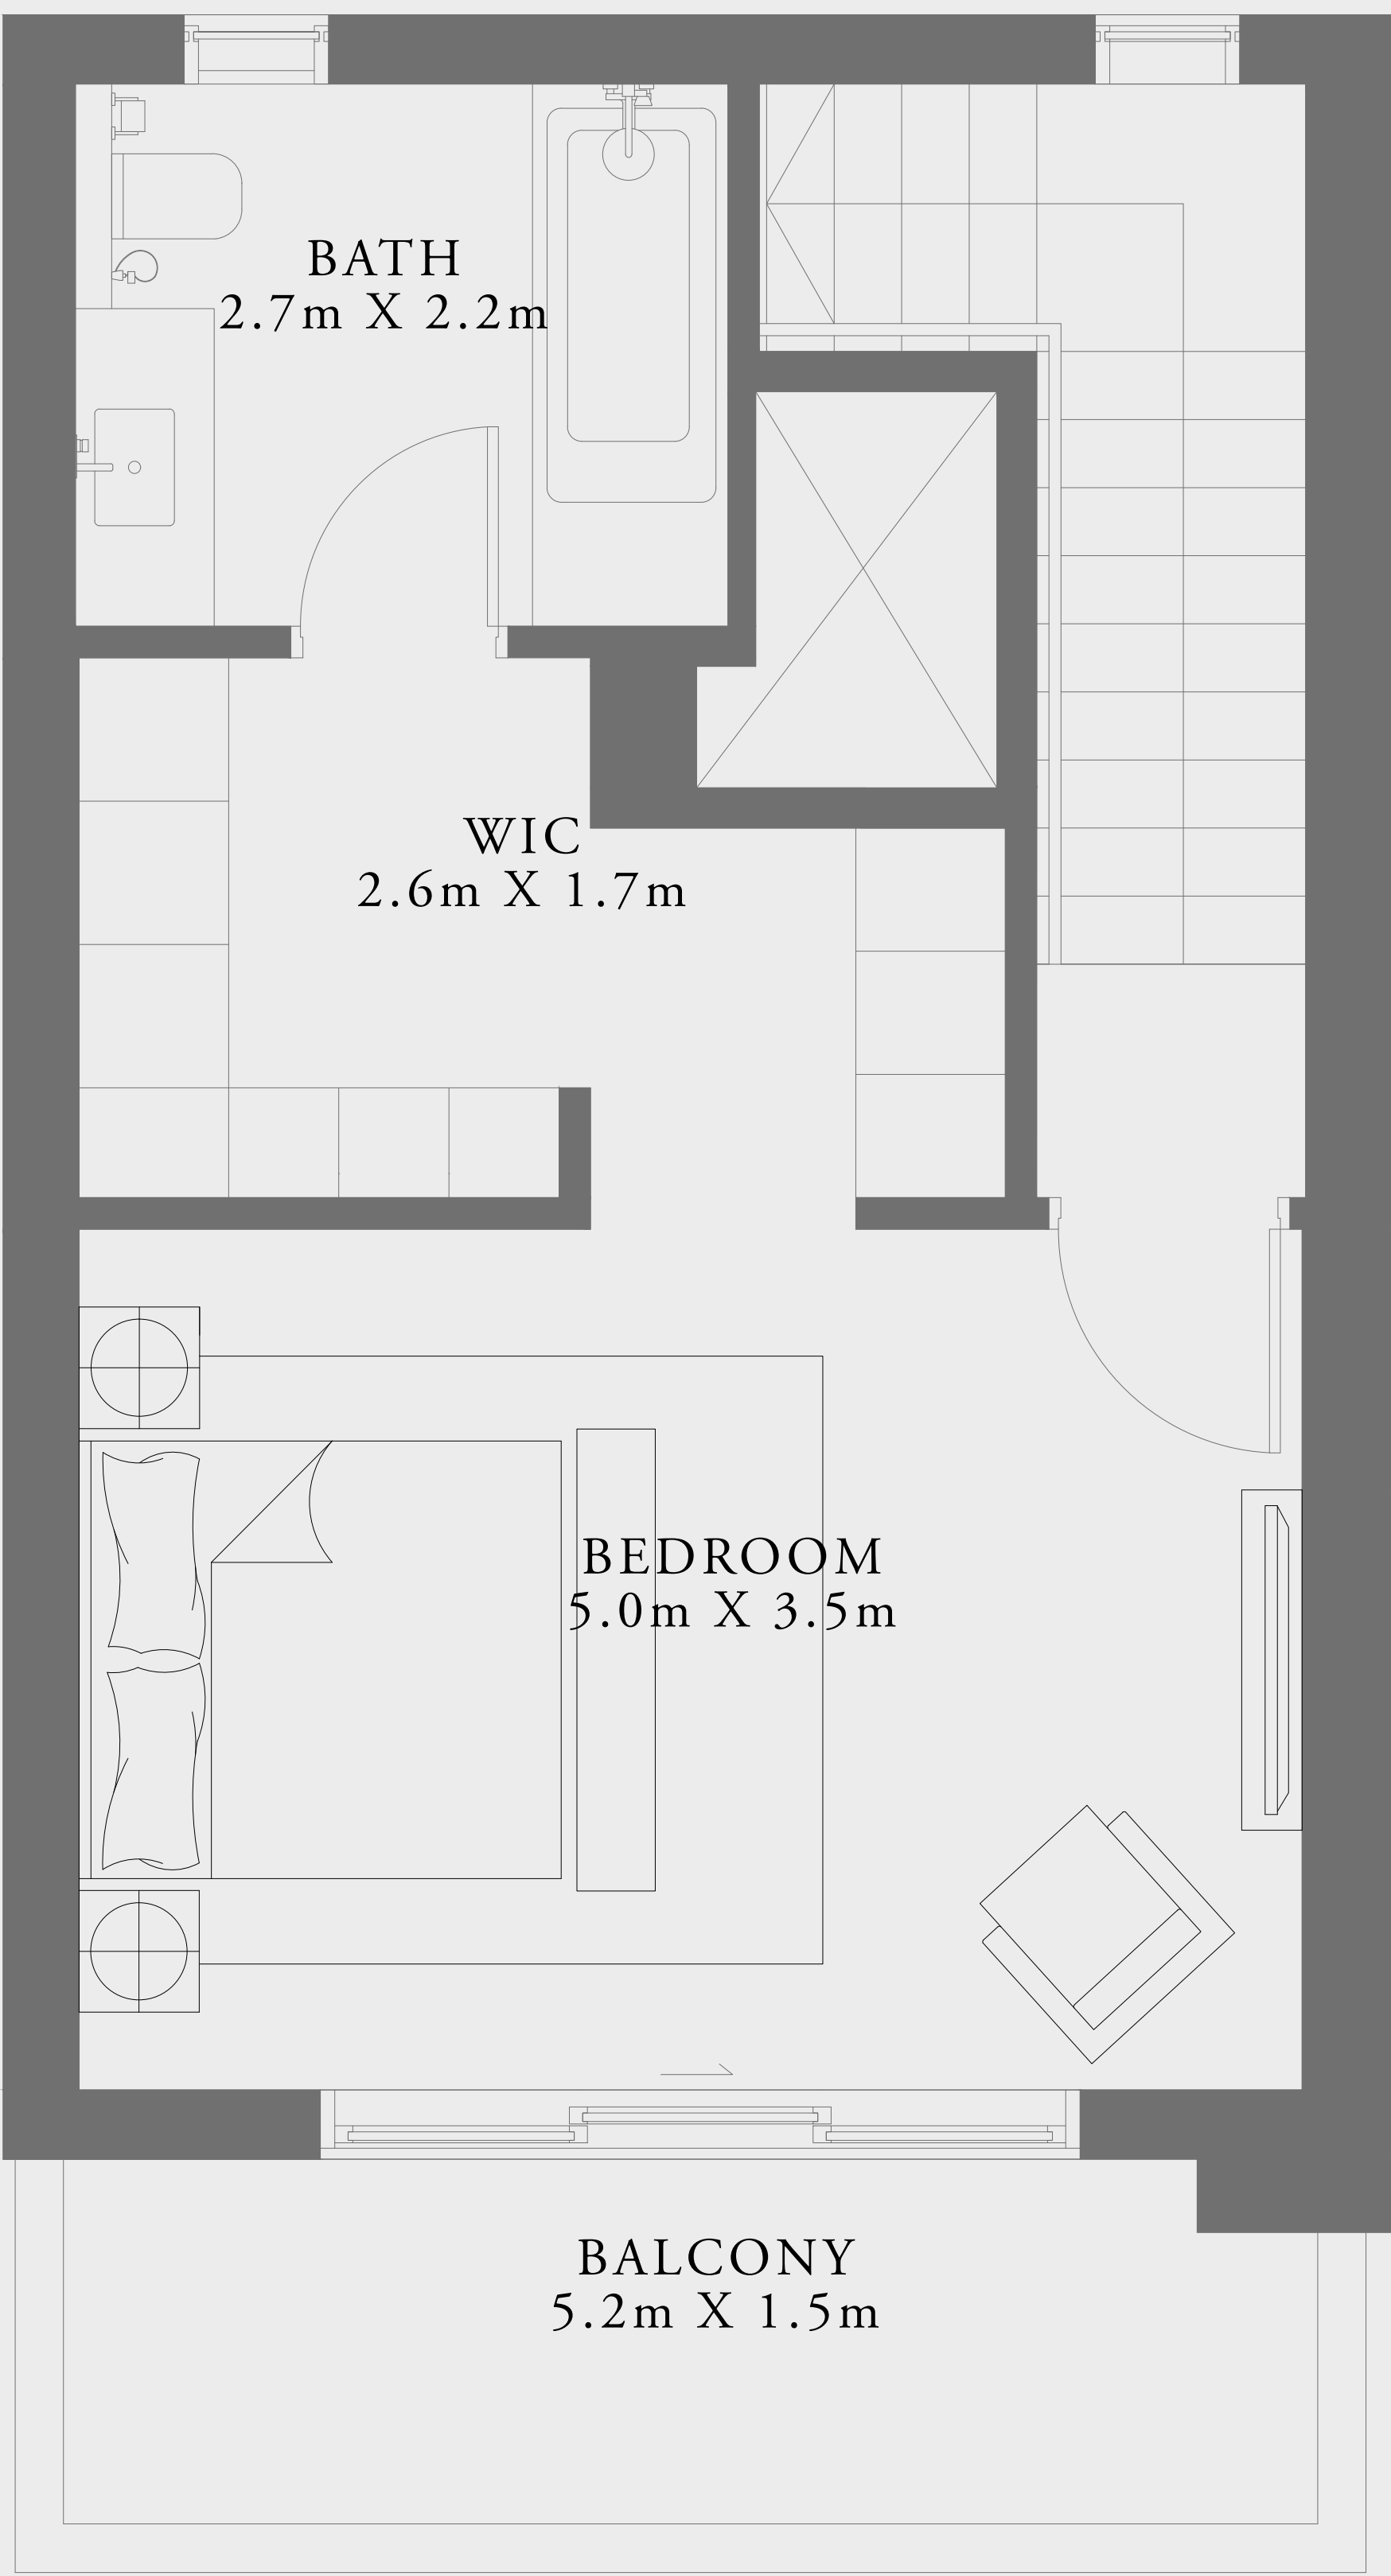 BATH
2.7m X 2.2m
WIC
2.6m X 1.7m
BEDROOM
5.0m X 3.5m
BALCONY
5.2m X 1.5m